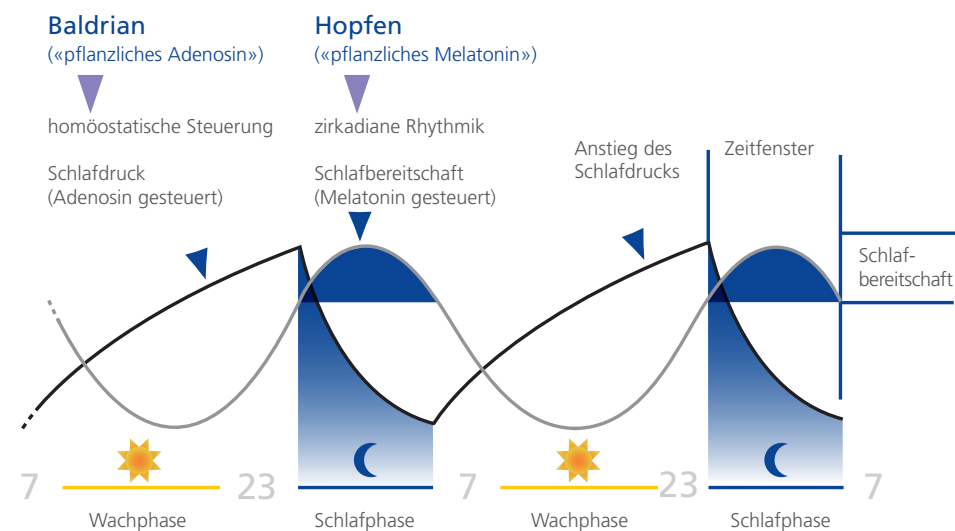 Baldrian
(«pflanzliches Adenosin»)
homöostatische Steuerung
Schlafdruck
(Adenosin gesteuert)
Hopfen
(«pflanzliches Melatonin»)
zirkadiane Rhythmik
Schlafbereitschaft
(Melatonin gesteuert)
Anstieg des
Schlafdrucks
Zeitfenster
Schlaf-
bereitschaft
7
23
7
23
7
Wachphase
Schlafphase
Wachphase
Schlafphase